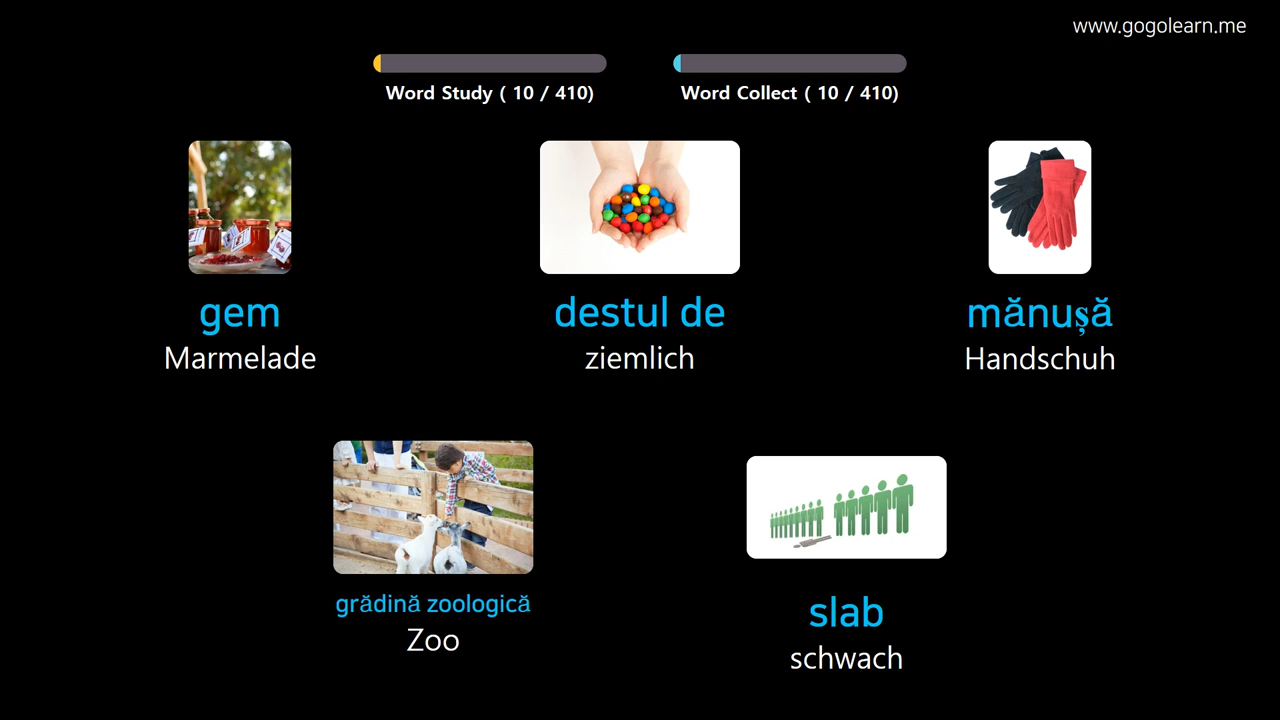 www.gogolearn.me
Word Study ( 10 / 410)
Word Collect ( 10 / 410)
gem
Marmelade
destul de
ziemlich
mănușă
Handschuh
grădină zoologică
Zoo
slab
schwach